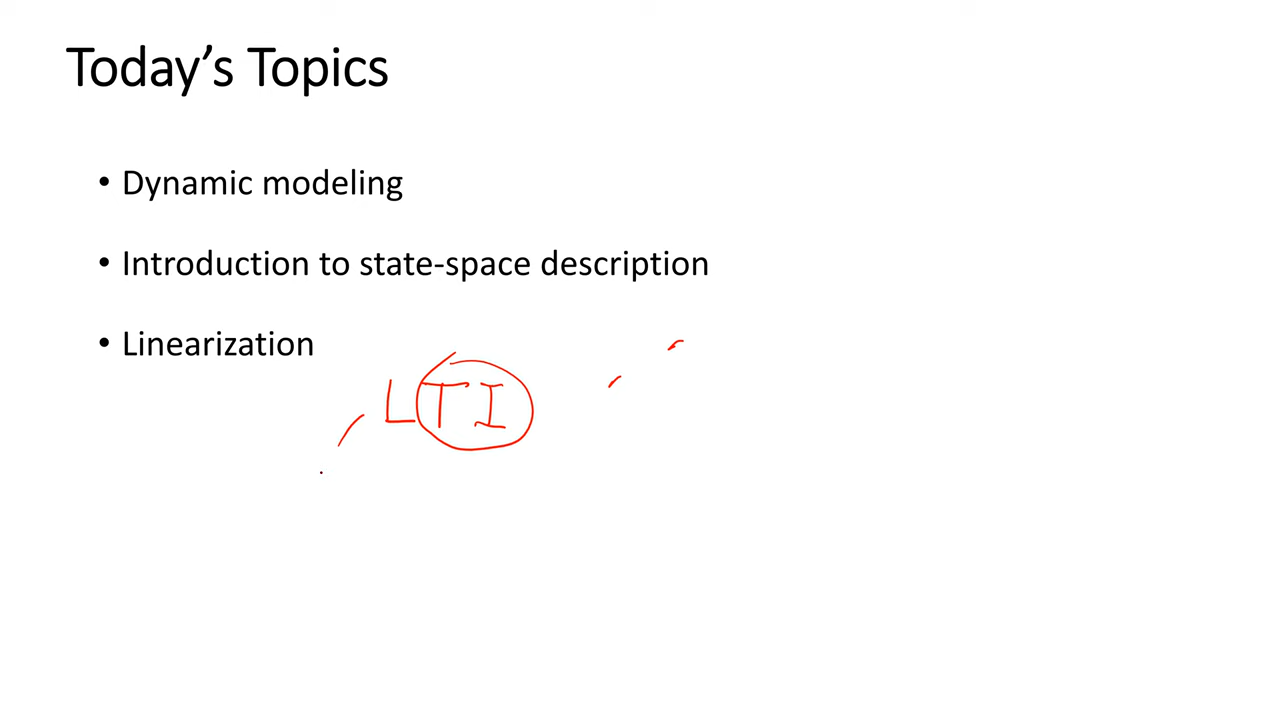 Today's Topics
• Dynamic modeling
• Introduction to state-space description
• Linearization
LTI